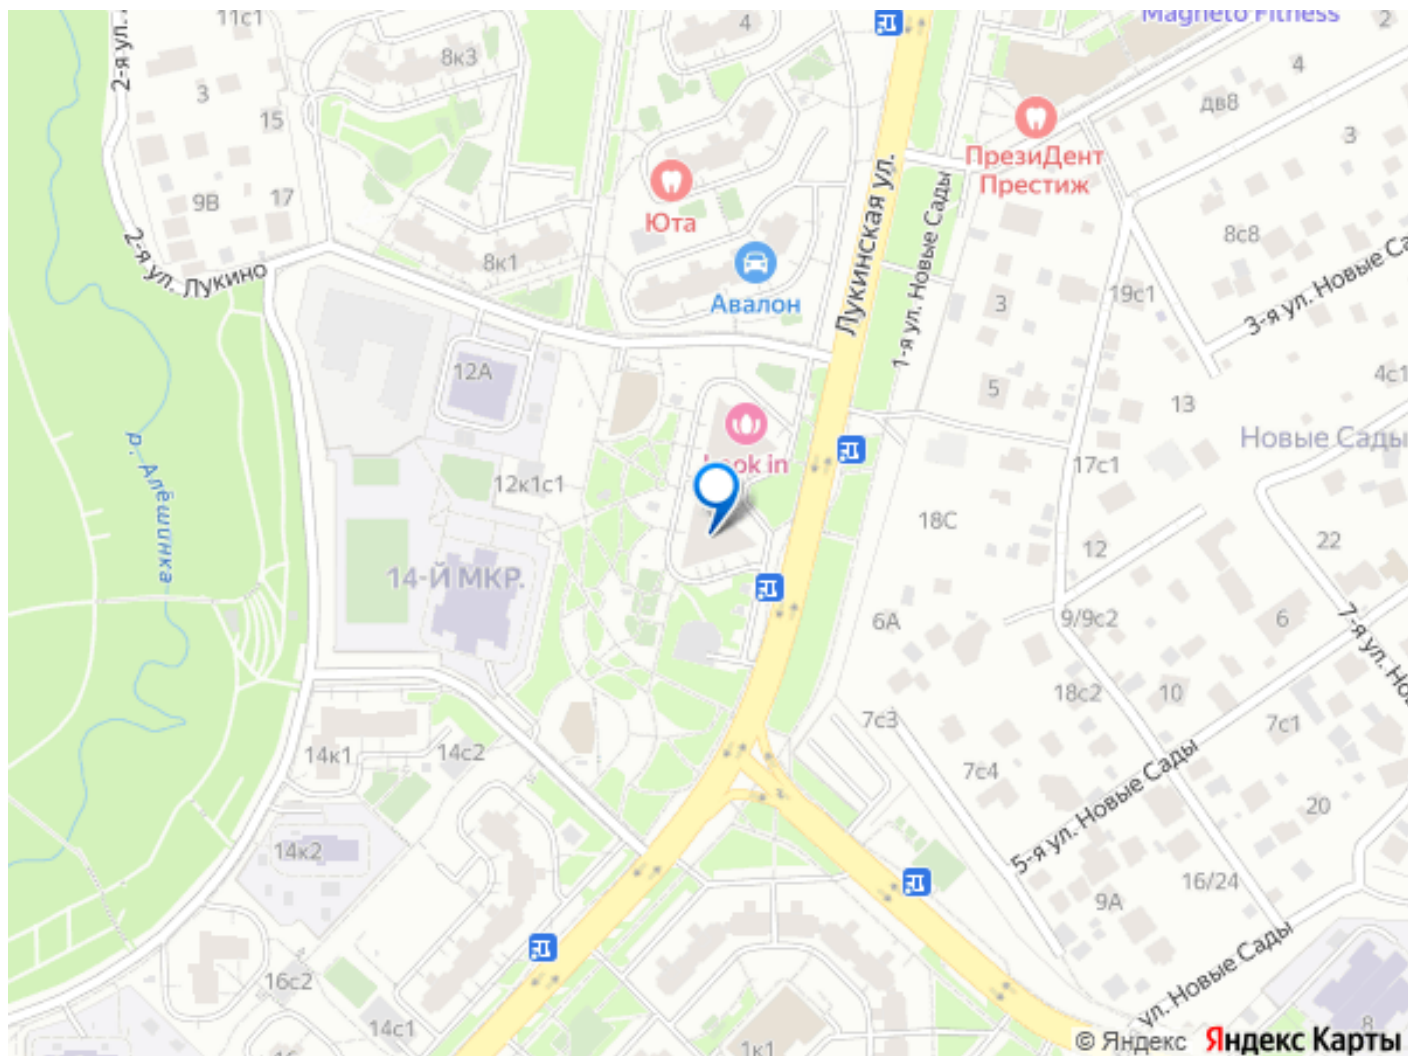 11с1
4
Magneto Fitness
2
2-я ул. Л
8к3
4
3
дв8
15
3
ПрезиДент
Престиж
9В
17
Юта
Лукинская ул.
1-я ул. Новые Сады
8с8
2-я ул. Лукино
8к1
Авалон
3
19с1
3-я ул. Новые Са
12А
5
13
4с1
Look in
Новые Сады
р. Алёшинка
12к1с1
17с1
18С
12
22
14-Й МКР.
6А
9/9с2
6
7-я ул. Но
18с2
10
7с3
7с1
14к1
14с2
7с4
5-я ул. Новые Сады
20
14к2
16/24
9А
ул. Новые Сады
16с2
14с1
8
16
1к1
© Яндекс Яндекс Карты